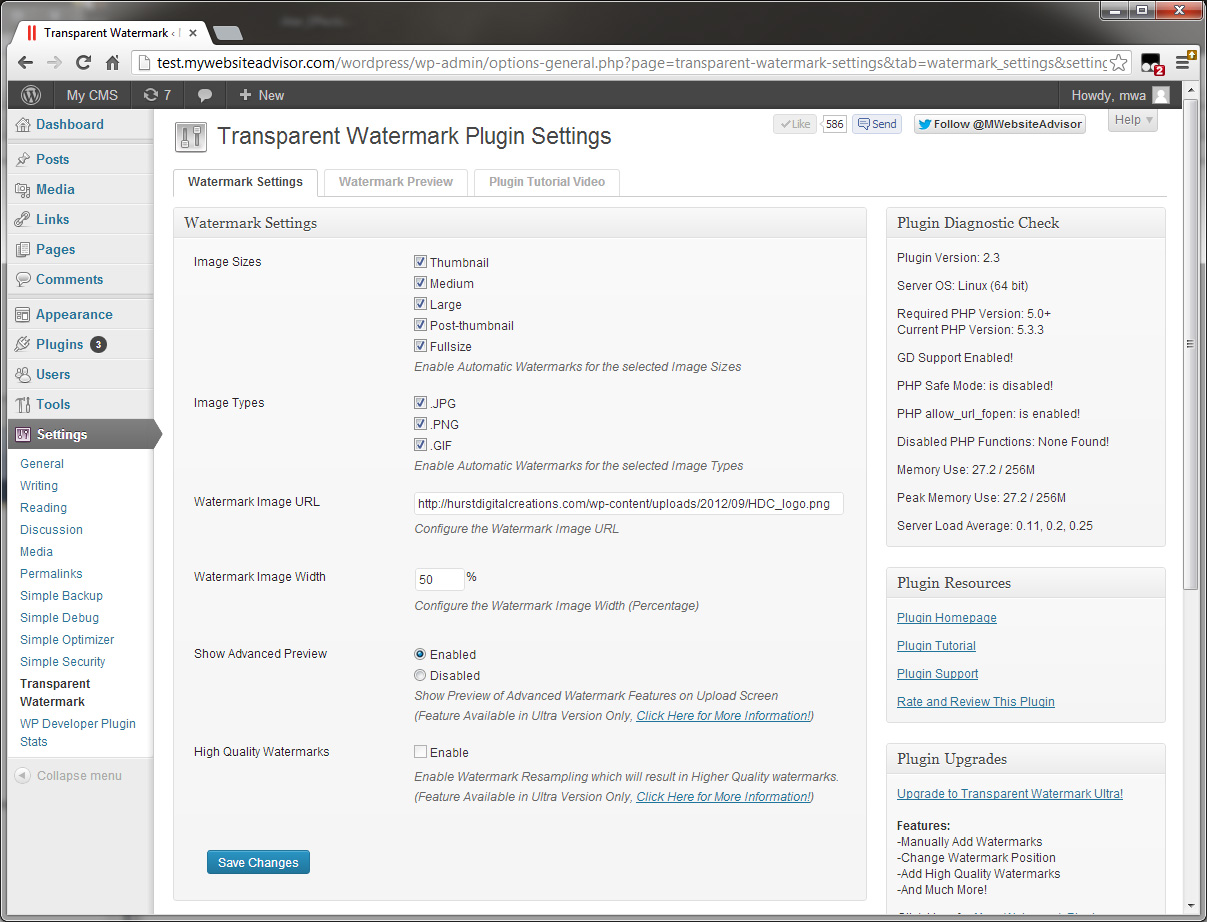 Transparent Watermark ‹
test.mywebsiteadvisor.com/wordpress/wp-admin/options-general.php?page=transparent-watermark-settings&tab=watermark_settings&setting
2
My CMS
7
New
Howdy, mwa
Dashboard
Posts
Media
Links
Pages
Comments
Appearance
Plugins 3
Users
Tools
Settings
General
Writing
Reading
Discussion
Media
Permalinks
Simple Backup
Simple Debug
Simple Optimizer
Simple Security
Transparent
Watermark
WP Developer Plugin
Stats
Collapse menu
Transparent Watermark Plugin Settings
Like
586
Send
Follow @MWebsiteAdvisor
Help
Watermark Settings
Watermark Preview
Plugin Tutorial Video
Watermark Settings
Image Sizes
Thumbnail
Medium
Large
Post-thumbnail
Fullsize
Enable Automatic Watermarks for the selected Image Sizes
Image Types
.JPG
.PNG
.GIF
Enable Automatic Watermarks for the selected Image Types
Watermark Image URL
http://hurstdigitalcreations.com/wp-content/uploads/2012/09/HDC_logo.png
Configure the Watermark Image URL
Watermark Image Width
50 %
Configure the Watermark Image Width (Percentage)
Show Advanced Preview
Enabled
Disabled
Show Preview of Advanced Watermark Features on Upload Screen
(Feature Available in Ultra Version Only, Click Here for More Information!)
High Quality Watermarks
Enable
Enable Watermark Resampling which will result in Higher Quality watermarks.
(Feature Available in Ultra Version Only, Click Here for More Information!)
Save Changes
Plugin Diagnostic Check
Plugin Version: 2.3
Server OS: Linux (64 bit)
Required PHP Version: 5.0+
Current PHP Version: 5.3.3
GD Support Enabled!
PHP Safe Mode: is disabled!
PHP allow_url_fopen: is enabled!
Disabled PHP Functions: None Found!
Memory Use: 27.2 / 256M
Peak Memory Use: 27.2 / 256M
Server Load Average: 0.11, 0.2, 0.25
Plugin Resources
Plugin Homepage
Plugin Tutorial
Plugin Support
Rate and Review This Plugin
Plugin Upgrades
Upgrade to Transparent Watermark Ultra!
Features:
-Manually Add Watermarks
-Change Watermark Position
-Add High Quality Watermarks
-And Much More!